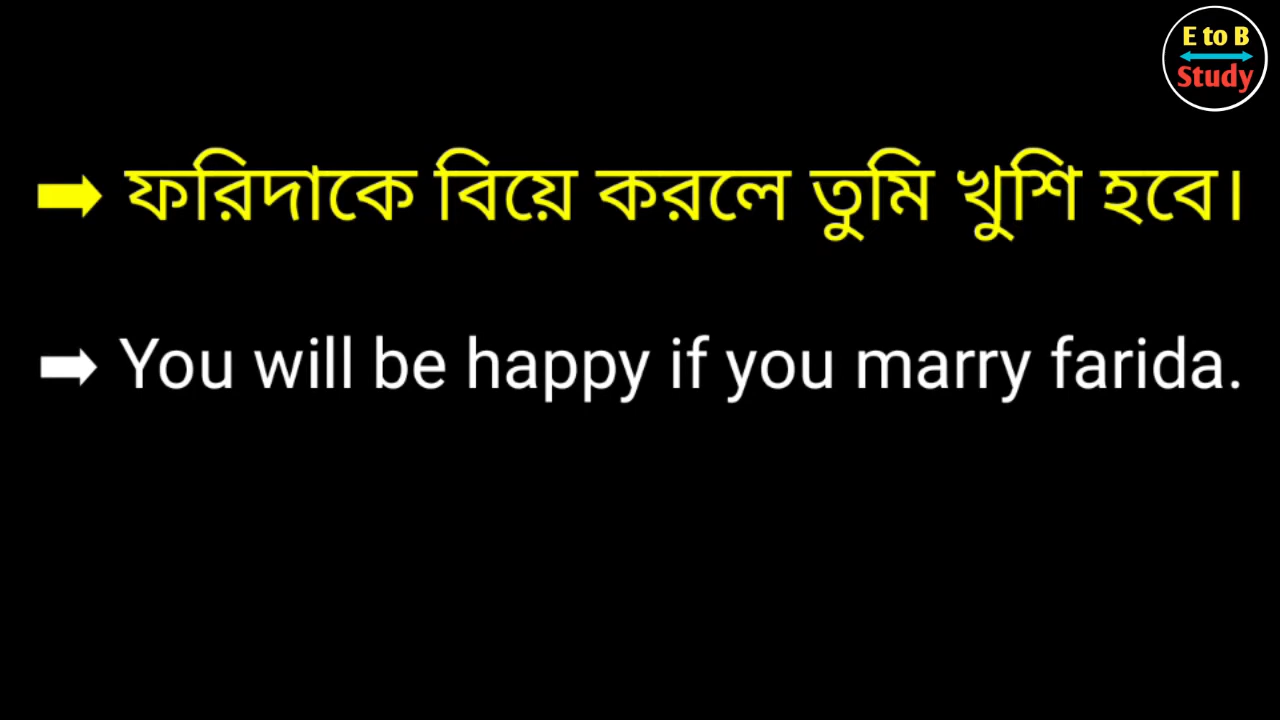 E to B
Study
➡ ফরিদাকে বিয়ে করলে তুমি খুশি হবে।
➡ You will be happy if you marry farida.